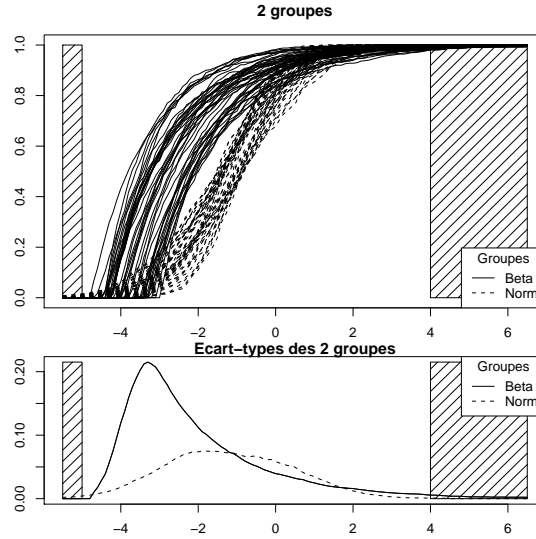 2 groupes
1.0
0.8
0.6
0.4
0.2
0.0
Groupes
Beta
Norm
−4 −2 0 2 4 6
Ecart−types des 2 groupes
0.20
0.10
0.00
Groupes
Beta
Norm
−4 −2 0 2 4 6